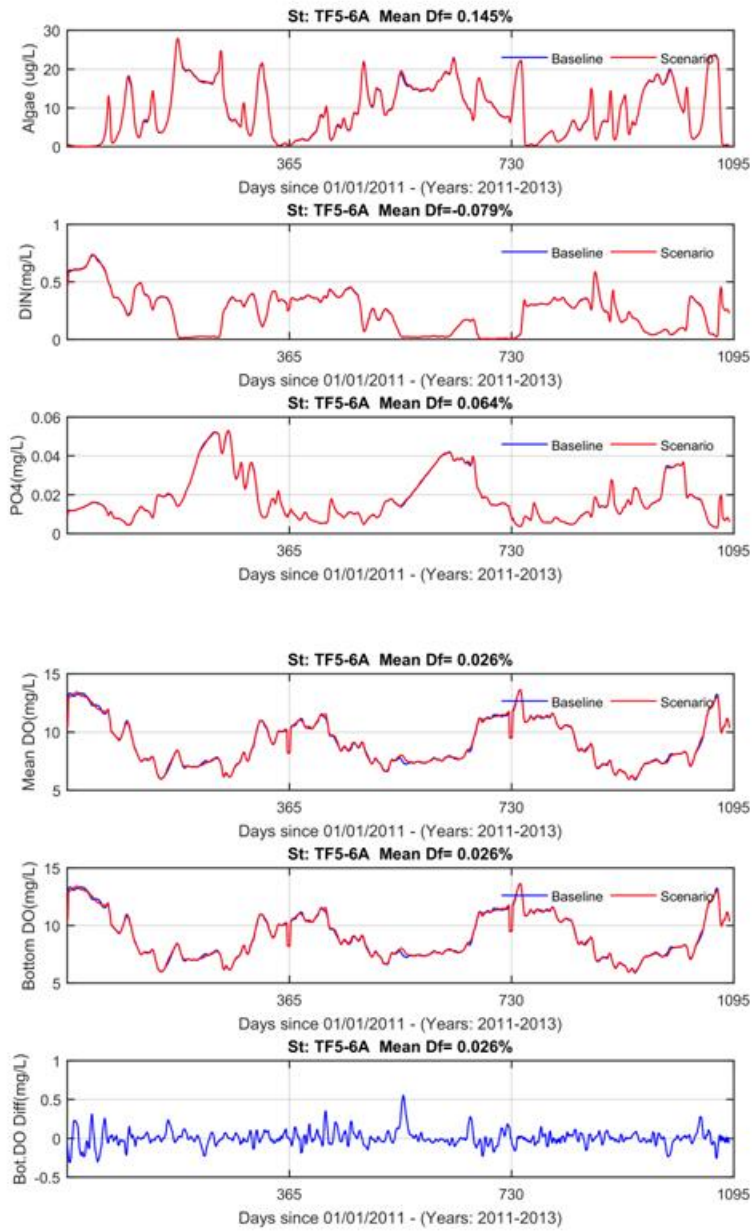 St: TF5-6A Mean Df= 0.145%
30
20
10
0
Algae (ug/L)
Baseline Scenario
365 730 1095
Days since 01/01/2011 - (Years: 2011-2013)
St: TF5-6A Mean Df=-0.079%
1
0.5
0
DIN(mg/L)
Baseline Scenario
365 730 1095
Days since 01/01/2011 - (Years: 2011-2013)
St: TF5-6A Mean Df= 0.064%
0.06
0.04
0.02
0
PO4(mg/L)
Baseline Scenario
365 730 1095
Days since 01/01/2011 - (Years: 2011-2013)
St: TF5-6A Mean Df= 0.026%
15
10
5
Mean DO(mg/L)
Baseline Scenario
365 730 1095
Days since 01/01/2011 - (Years: 2011-2013)
St: TF5-6A Mean Df= 0.026%
15
10
5
Bottom DO(mg/L)
Baseline Scenario
365 730 1095
Days since 01/01/2011 - (Years: 2011-2013)
St: TF5-6A Mean Df= 0.026%
1
0.5
0
-0.5
Bot.DO Diff(mg/L)
365 730 1095
Days since 01/01/2011 - (Years: 2011-2013)